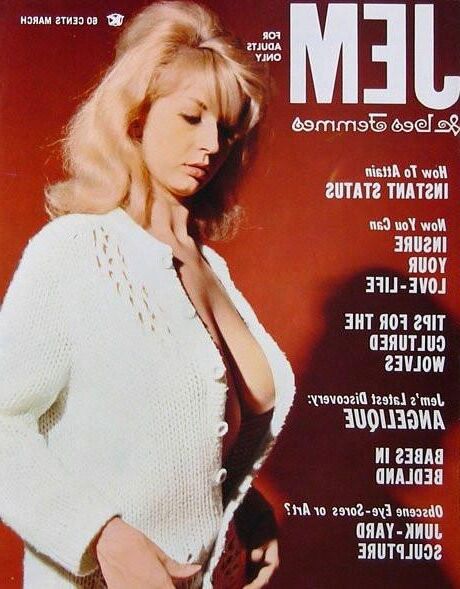 60 CENTS MARCH
FOR
ADULTS
ONLY
JEM
& Des Femmes
How To Attain
INSTANT STATUS
Now You Can
INSURE
YOUR
LOVE-LIFE
TIPS FOR THE
CULTURED
WOLVES
Jem's Latest Discovery:
ANGELIQUE
BABES IN
BEDLAND
Obscene Eye-Sores or Art?
JUNK-YARD
SCULPTURE